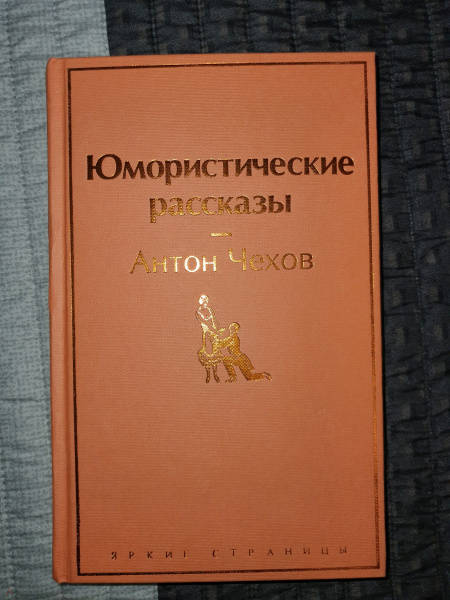 Юмористические
рассказы
Антон Чехов
ЯРКИЕ СТРАНИЦЫ